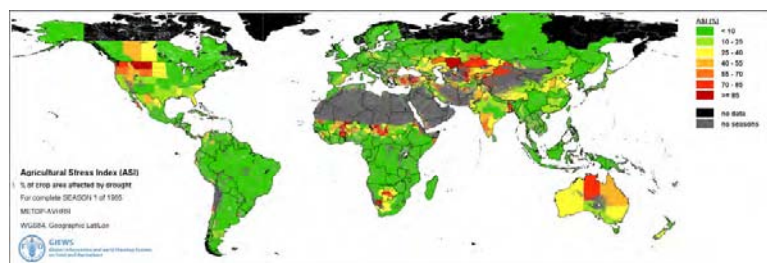 Agricultural Stress Index (ASI)
% of crop area affected by drought
For complete SEASON 1 of 1985
METOP-AVHRR
WGS84, Geographic Lat/Lon
GIEWS
ASI (%)
< 10
10 - 25
25 - 40
40 - 55
55 - 70
70 - 85
>= 85
no data
no seasons